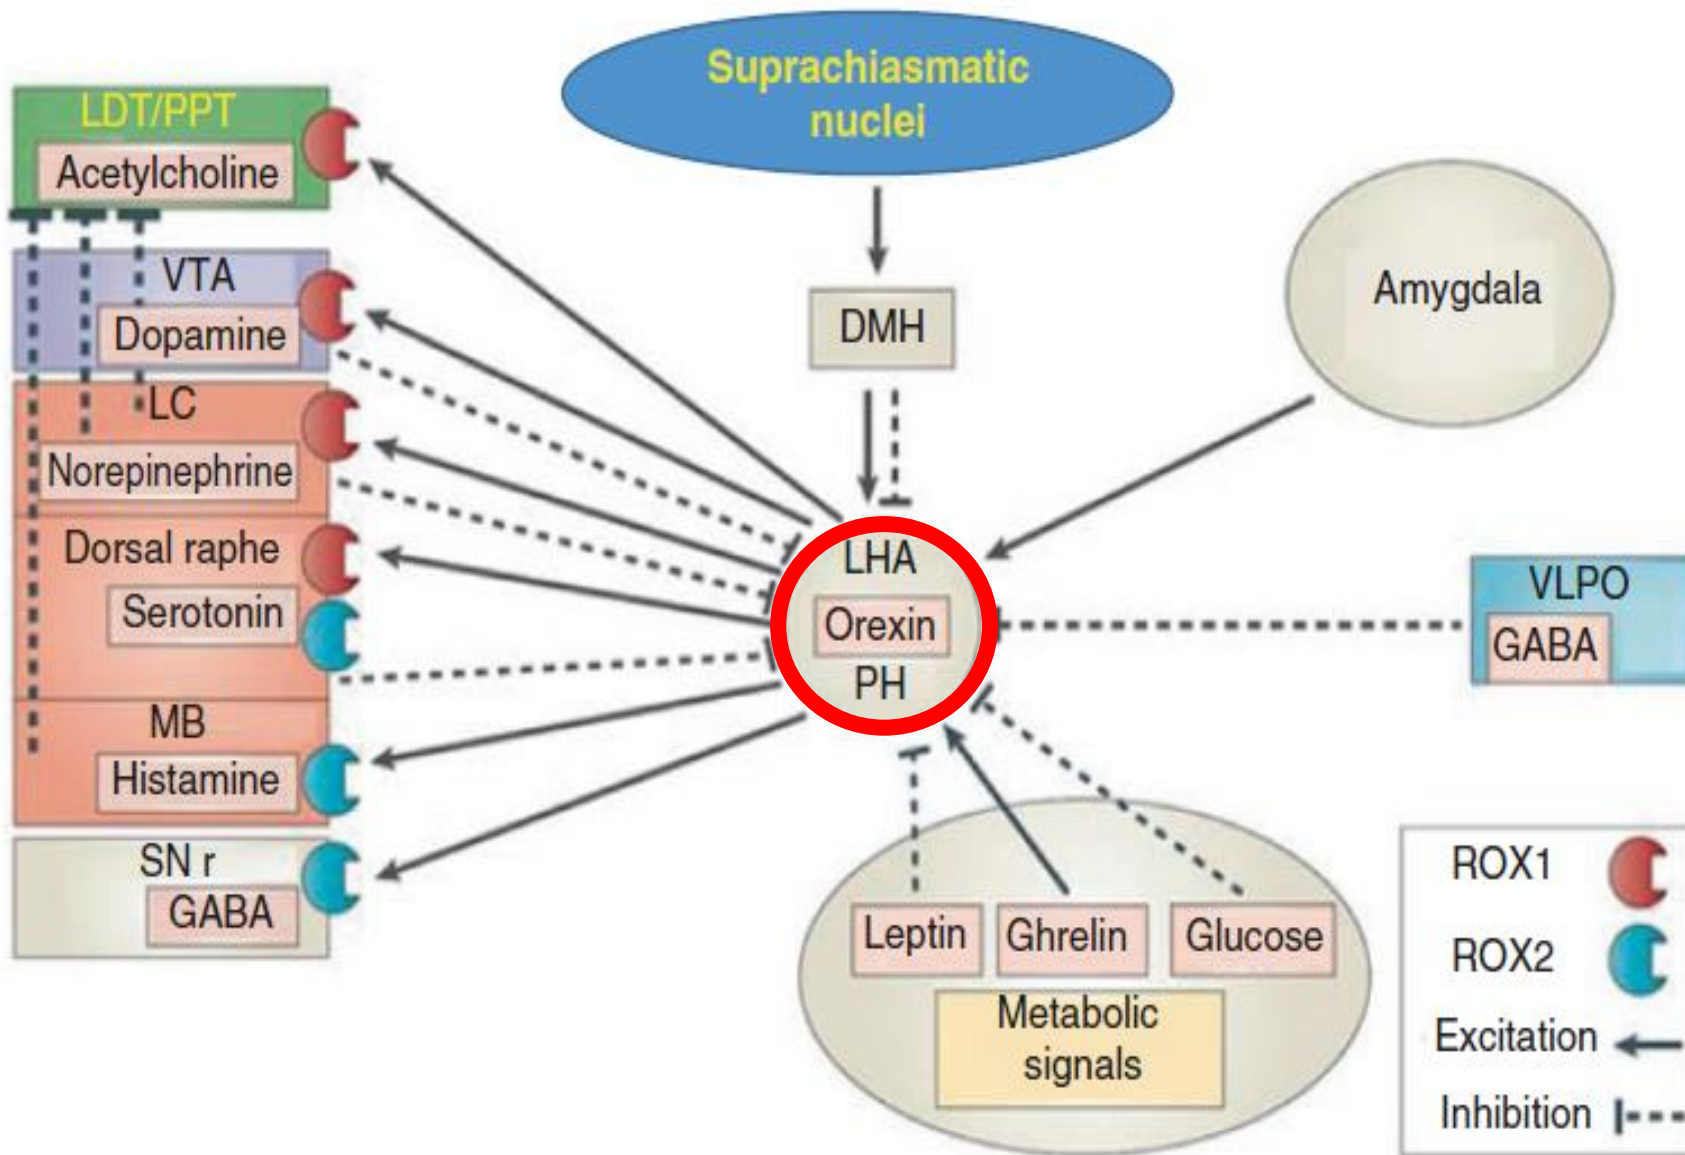 Suprachiasmatic
nuclei
LDT/PPT
Acetylcholine
VTA
Dopamine
LC
Norepinephrine
Dorsal raphe
Serotonin
MB
Histamine
SN r
GABA
DMH
Amygdala
LHA
Orexin
PH
VLPO
GABA
Leptin Ghrelin Glucose
Metabolic
signals
ROX1
ROX2
Excitation
Inhibition